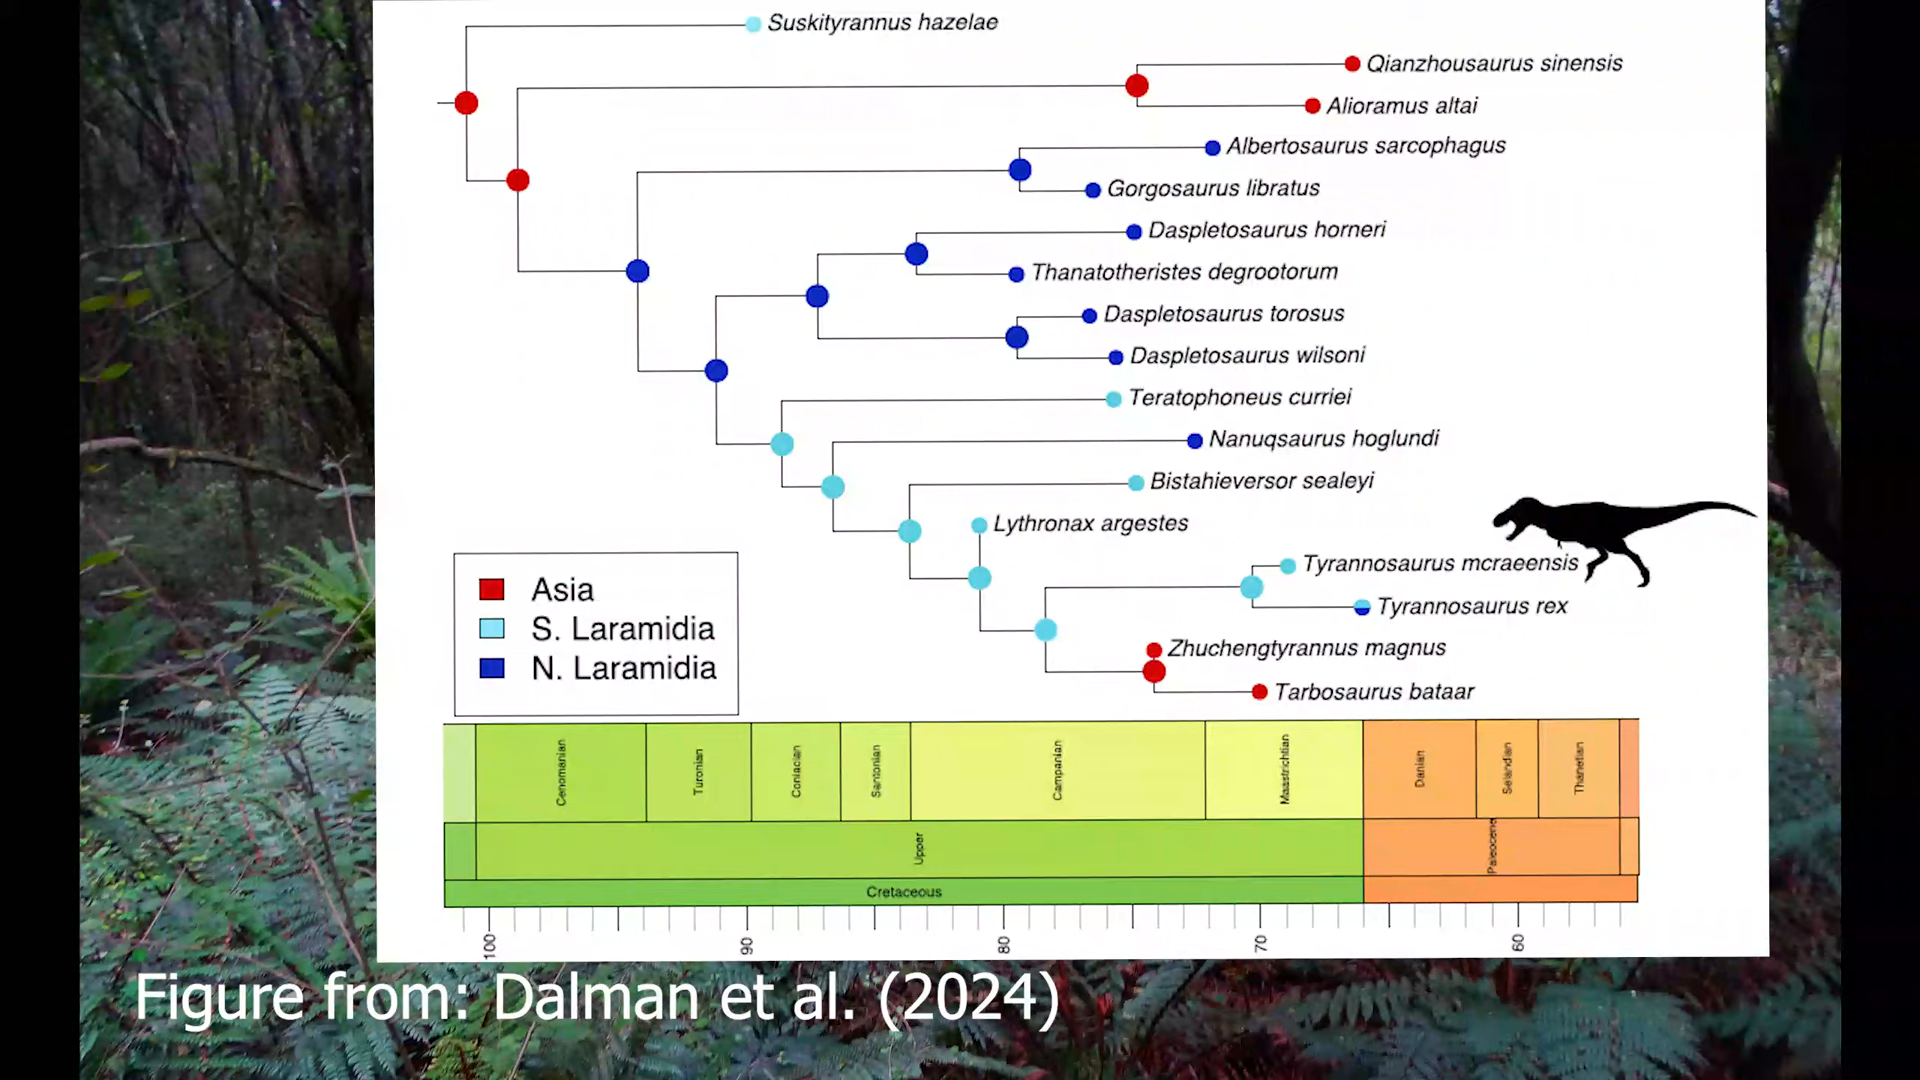 Suskityrannus hazelae
Qianzhousaurus sinensis
Alioramus altai
Albertosaurus sarcophagus
Gorgosaurus libratus
Daspletosaurus horneri
Thanatotheristes degrootorum
Daspletosaurus torosus
Daspletosaurus wilsoni
Teratophoneus curriei
Nanuqsaurus hoglundi
Bistahieversor sealeyi
Lythronax argestes
Tyrannosaurus mcraeensis
Tyrannosaurus rex
Zhuchengtyrannus magnus
Tarbosaurus bataar
Asia
S. Laramidia
N. Laramidia
Cenomanian
Turonian
Coniacian
Santonian
Campanian
Maastrichtian
Danian
Selandian
Thanetian
Upper
Paleocene
Cretaceous
100
90
80
70
60
Figure from: Dalman et al. (2024)